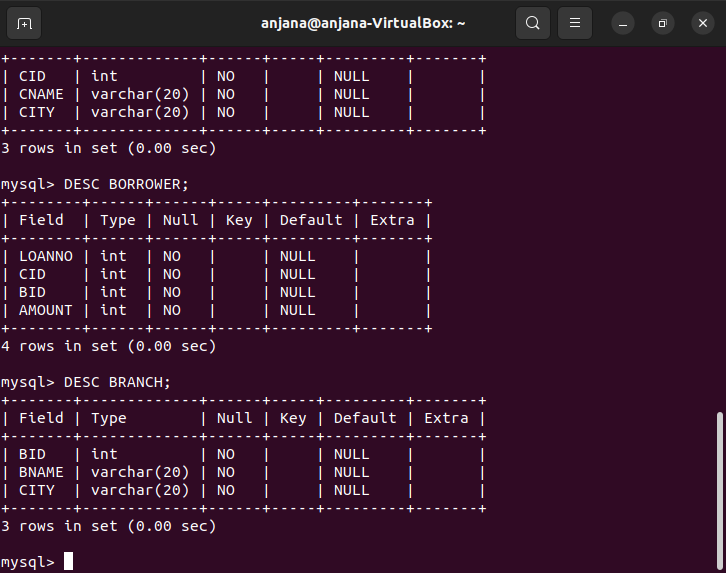 anjana@anjana-VirtualBox: ~
+-------+-------------+------+-----+---------+-------+
| CID   | int         | NO   |     | NULL    |       |
| CNAME | varchar(20) | NO   |     | NULL    |       |
| CITY  | varchar(20) | NO   |     | NULL    |       |
+-------+-------------+------+-----+---------+-------+
3 rows in set (0.00 sec)
mysql> DESC BORROWER;
+--------+------+------+-----+---------+-------+
| Field  | Type | Null | Key | Default | Extra |
+--------+------+------+-----+---------+-------+
| LOANNO | int  | NO   |     | NULL    |       |
| CID    | int  | NO   |     | NULL    |       |
| BID    | int  | NO   |     | NULL    |       |
| AMOUNT | int  | NO   |     | NULL    |       |
+--------+------+------+-----+---------+-------+
4 rows in set (0.00 sec)
mysql> DESC BRANCH;
+-------+-------------+------+-----+---------+-------+
| Field | Type        | Null | Key | Default | Extra |
+-------+-------------+------+-----+---------+-------+
| BID   | int         | NO   |     | NULL    |       |
| BNAME | varchar(20) | NO   |     | NULL    |       |
| CITY  | varchar(20) | NO   |     | NULL    |       |
+-------+-------------+------+-----+---------+-------+
3 rows in set (0.00 sec)
mysql>